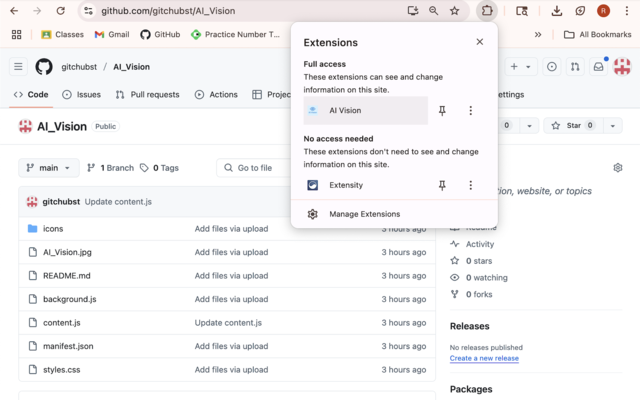 github.com/gitchubst/AI_Vision
R
Classes
Gmail
GitHub
Practice Number T...
»
All Bookmarks
gitchubst / AI_Vision
Code
Issues
Pull requests
Actions
Projec
ettings
AI_Vision
Public
0
Star 0
main
1 Branch
0 Tags
Go to file
tion, website, or topics
gitchubst Update content.js
icons Add files via upload 3 hours ago
AI_Vision.jpg Add files via upload 3 hours ago
README.md Add files via upload 3 hours ago
background.js Add files via upload 3 hours ago
content.js Update content.js 3 hours ago
manifest.json Add files via upload 3 hours ago
styles.css Add files via upload 3 hours ago
Extensions
Full access
These extensions can see and change
information on this site.
AI Vision
No access needed
These extensions don't need to see and change
information on this site.
Extensity
Manage Extensions
Readme
Activity
0 stars
0 watching
0 forks
Releases
No releases published
Create a new release
Packages